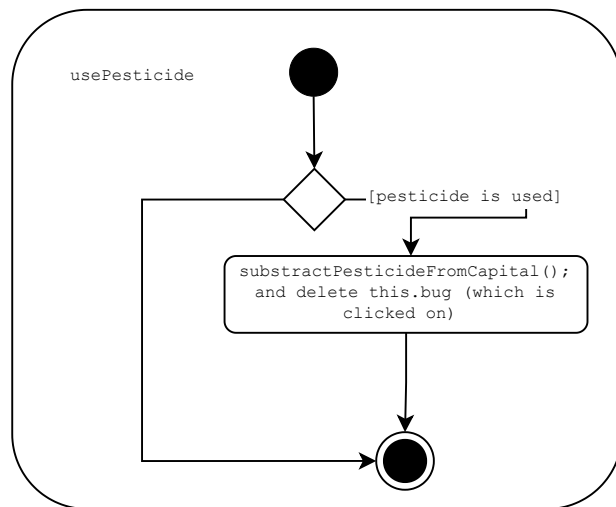 usePesticide
[pesticide is used]
substractPesticideFromCapital();
and delete this.bug (which is
clicked on)